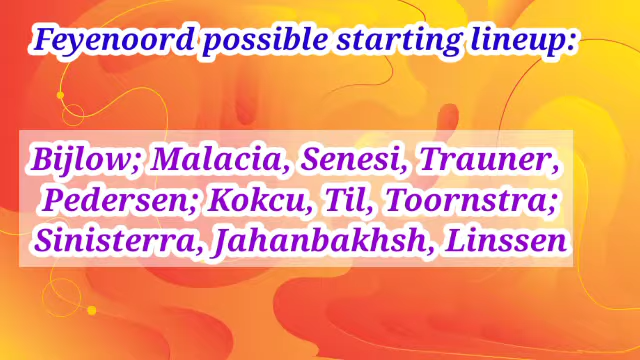 Feyenoord possible starting lineup:
Bijlow; Malacia, Senesi, Trauner,
Pedersen; Kokcu, Til, Toornstra;
Sinisterra, Jahanbakhsh, Linssen